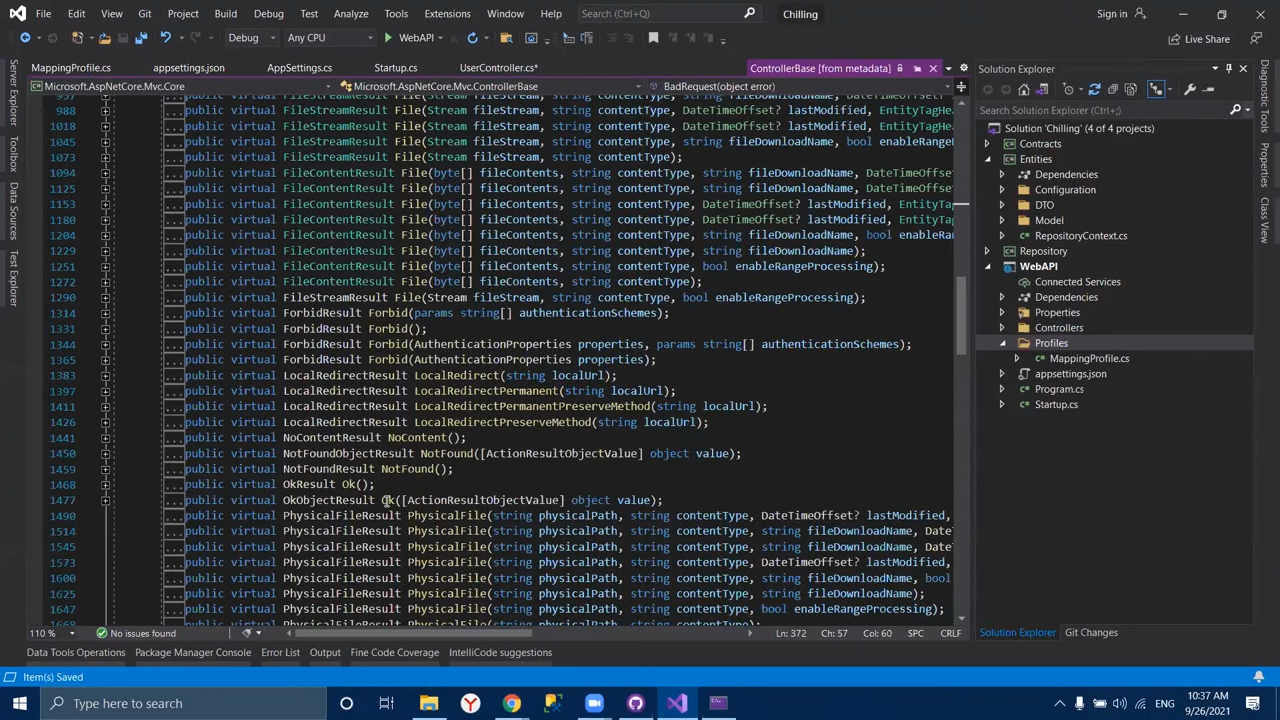 File Edit View Git Project Build Debug Test Analyze Tools Extensions Window Help Search (Ctrl+Q) Chilling Sign in
Debug Any CPU WebAPI Live Share
MappingProfile.cs appsettings.json AppSettings.cs Startup.cs UserController.cs* ControllerBase [from metadata]
Microsoft.AspNetCore.Mvc.Core Microsoft.AspNetCore.Mvc.ControllerBase BadRequest(object error)
988 public virtual FileStreamResult File(Stream fileStream, string contentType, DateTimeOffset? lastModified, EntityTagHe
1018 public virtual FileStreamResult File(Stream fileStream, string contentType, DateTimeOffset? lastModified, EntityTagHe
1045 public virtual FileStreamResult File(Stream fileStream, string contentType, string fileDownloadName, bool enableRange
1073 public virtual FileStreamResult File(Stream fileStream, string contentType);
1094 public virtual FileContentResult File(byte[] fileContents, string contentType, string fileDownloadName, DateTimeOffse
1125 public virtual FileContentResult File(byte[] fileContents, string contentType, string fileDownloadName, DateTimeOffse
1153 public virtual FileContentResult File(byte[] fileContents, string contentType, DateTimeOffset? lastModified, EntityTag
1180 public virtual FileContentResult File(byte[] fileContents, string contentType, DateTimeOffset? lastModified, EntityTag
1204 public virtual FileContentResult File(byte[] fileContents, string contentType, string fileDownloadName, bool enableRa
1229 public virtual FileContentResult File(byte[] fileContents, string contentType, string fileDownloadName);
1251 public virtual FileContentResult File(byte[] fileContents, string contentType, bool enableRangeProcessing);
1272 public virtual FileContentResult File(byte[] fileContents, string contentType);
1290 public virtual FileStreamResult File(Stream fileStream, string contentType, bool enableRangeProcessing);
1314 public virtual ForbidResult Forbid(params string[] authenticationSchemes);
1331 public virtual ForbidResult Forbid();
1344 public virtual ForbidResult Forbid(AuthenticationProperties properties, params string[] authenticationSchemes);
1365 public virtual ForbidResult Forbid(AuthenticationProperties properties);
1383 public virtual LocalRedirectResult LocalRedirect(string localUrl);
1397 public virtual LocalRedirectResult LocalRedirectPermanent(string localUrl);
1411 public virtual LocalRedirectResult LocalRedirectPermanentPreserveMethod(string localUrl);
1426 public virtual LocalRedirectResult LocalRedirectPreserveMethod(string localUrl);
1441 public virtual NoContentResult NoContent();
1450 public virtual NotFoundObjectResult NotFound([ActionResultObjectValue] object value);
1459 public virtual NotFoundResult NotFound();
1468 public virtual OkResult Ok();
1477 public virtual OkObjectResult Ok([ActionResultObjectValue] object value);
1490 public virtual PhysicalFileResult PhysicalFile(string physicalPath, string contentType, DateTimeOffset? lastModified,
1514 public virtual PhysicalFileResult PhysicalFile(string physicalPath, string contentType, string fileDownloadName, DateT
1545 public virtual PhysicalFileResult PhysicalFile(string physicalPath, string contentType, string fileDownloadName, DateT
1573 public virtual PhysicalFileResult PhysicalFile(string physicalPath, string contentType, DateTimeOffset? lastModified,
1600 public virtual PhysicalFileResult PhysicalFile(string physicalPath, string contentType, string fileDownloadName, bool
1625 public virtual PhysicalFileResult PhysicalFile(string physicalPath, string contentType, string fileDownloadName);
1647 public virtual PhysicalFileResult PhysicalFile(string physicalPath, string contentType, bool enableRangeProcessing);
110 % No issues found Ln: 372 Ch: 57 Col: 60 SPC CRLF
Server Explorer
Toolbox
Data Sources
Test Explorer
Solution Explorer
Search Solution Explorer (Ctrl+;)
Solution 'Chilling' (4 of 4 projects)
Contracts
Entities
Dependencies
Configuration
DTO
Model
RepositoryContext.cs
Repository
WebAPI
Connected Services
Dependencies
Properties
Controllers
Profiles
MappingProfile.cs
appsettings.json
Program.cs
Startup.cs
Solution Explorer Git Changes
Diagnostic Tools
Properties
Class View
Data Tools Operations Package Manager Console Error List Output Fine Code Coverage IntelliCode suggestions
Item(s) Saved
Type here to search
ENG
10:37 AM
9/26/2021